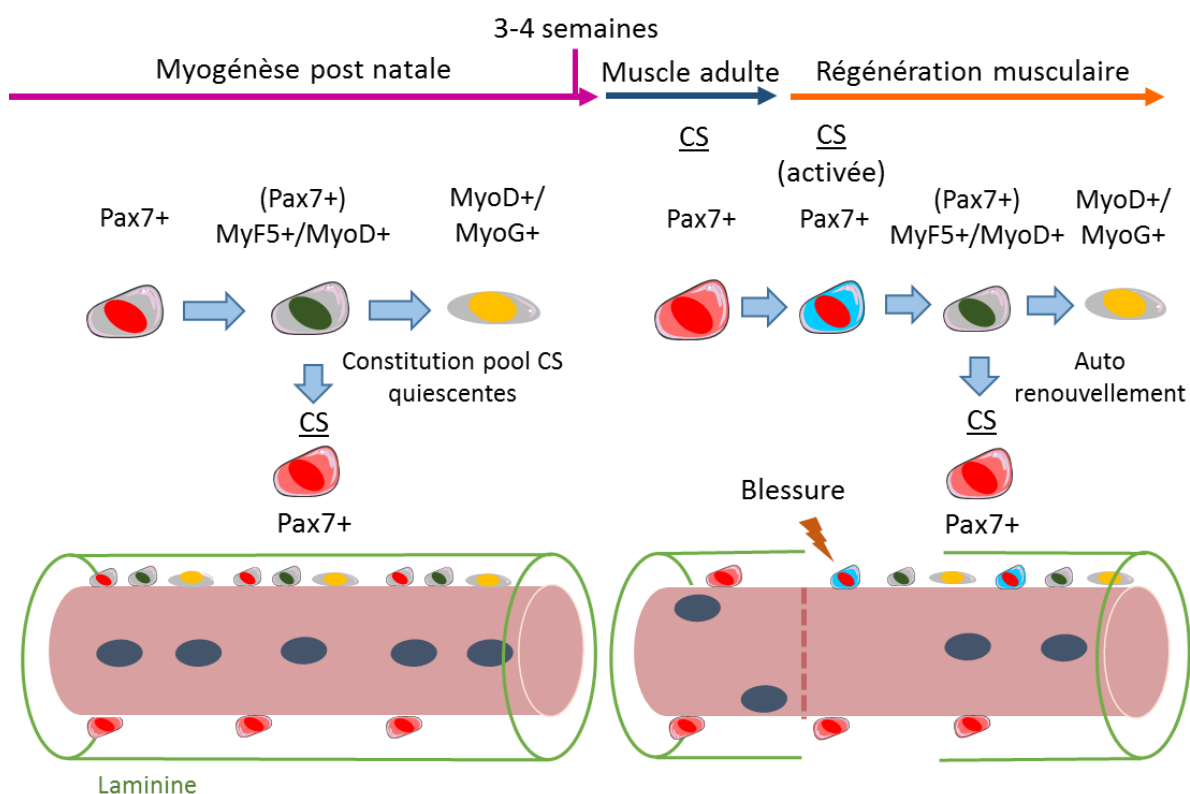 3-4 semaines
Myogénèse post natale
Muscle adulte
Régénération musculaire
CS
CS
(activée)
Pax7+
(Pax7+)
MyF5+/MyoD+
MyoD+/
MyoG+
Pax7+
Pax7+
(Pax7+)
MyF5+/MyoD+
MyoD+/
MyoG+
Constitution pool CS
quiescentes
CS
Pax7+
Auto
renouvellement
CS
Pax7+
Blessure
Laminine